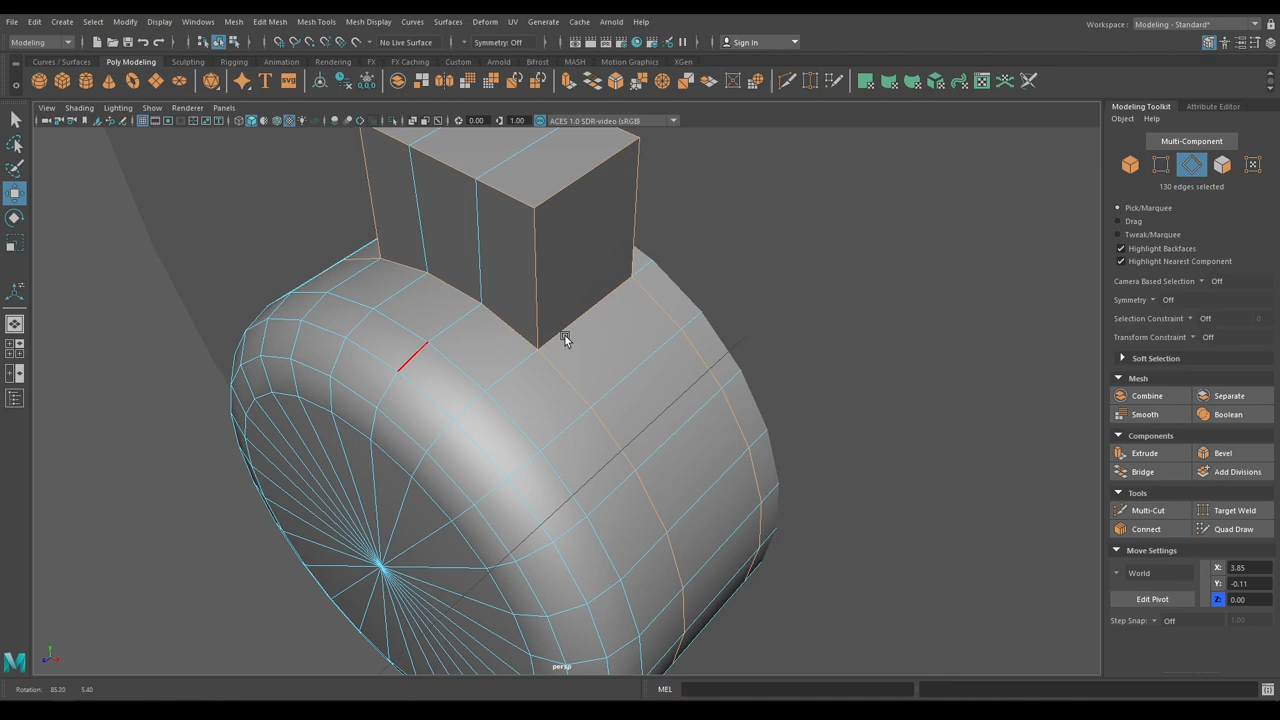 File Edit Create Select Modify Display Windows Mesh Edit Mesh Mesh Tools Mesh Display Curves Surfaces Deform UV Generate Cache Arnold Help
Workspace : Modeling - Standard*
Modeling
No Live Surface
Symmetry: Off
Sign In
Curves / Surfaces Poly Modeling Sculpting Rigging Animation Rendering FX FX Caching Custom Arnold Bifrost MASH Motion Graphics XGen
SVG
View Shading Lighting Show Renderer Panels
0.00 1.00 ACES 1.0 SDR-video (sRGB)
Modeling Toolkit Attribute Editor
Object Help
Multi-Component
130 edges selected
Pick/Marquee
Drag
Tweak/Marquee
Highlight Backfaces
Highlight Nearest Component
Camera Based Selection Off
Symmetry Off
Selection Constraint Off 0
Transform Constraint Off
Soft Selection
Mesh
Combine Separate
Smooth Boolean
Components
Extrude Bevel
Bridge Add Divisions
Tools
Multi-Cut Target Weld
Connect Quad Draw
Move Settings
World
X: 3.85
Y: -0.11
Z: 0.00
Edit Pivot
Step Snap: Off 1.00
persp
Rotation: 85.20 5.40
MEL